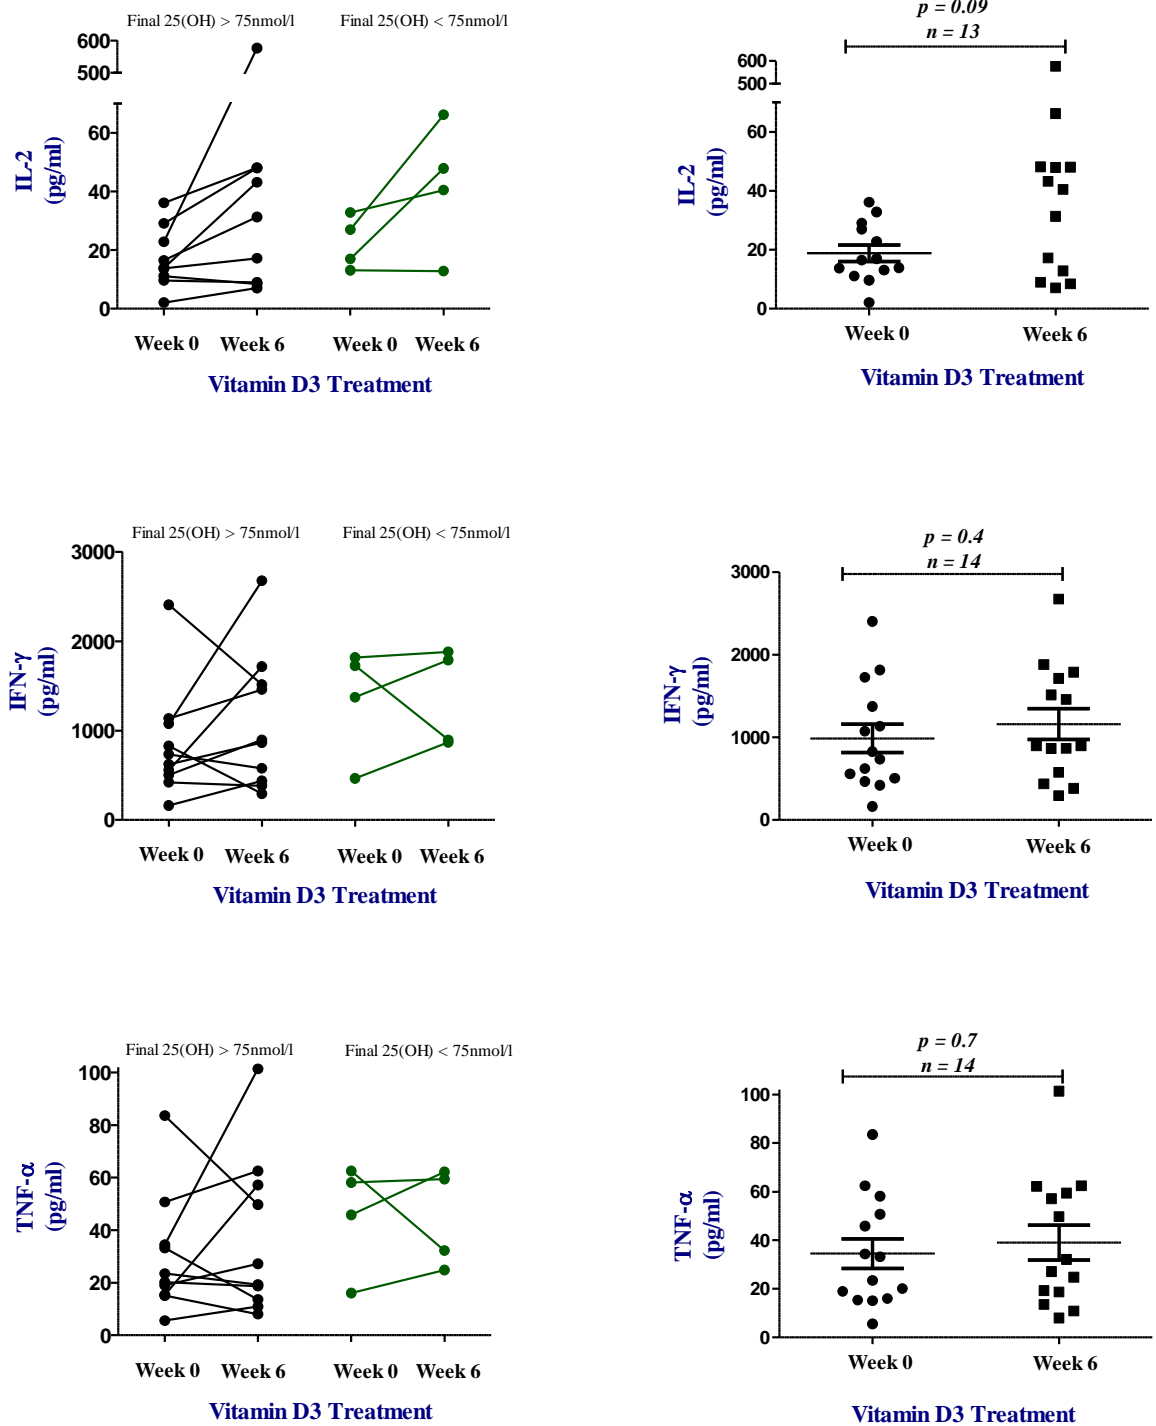 Final 25(OH) > 75nmol/l
Final 25(OH) < 75nmol/l
600
500
60
40
20
0
IL-2
(pg/ml)
Week 0
Week 6
Week 0
Week 6
Vitamin D3 Treatment
p = 0.09
n = 13
600
500
60
40
20
0
IL-2
(pg/ml)
Week 0
Week 6
Vitamin D3 Treatment
Final 25(OH) > 75nmol/l
Final 25(OH) < 75nmol/l
3000
2000
1000
0
IFN-γ
(pg/ml)
Week 0
Week 6
Week 0
Week 6
Vitamin D3 Treatment
p = 0.4
n = 14
3000
2000
1000
0
IFN-γ
(pg/ml)
Week 0
Week 6
Vitamin D3 Treatment
Final 25(OH) > 75nmol/l
Final 25(OH) < 75nmol/l
100
80
60
40
20
0
TNF-α
(pg/ml)
Week 0
Week 6
Week 0
Week 6
Vitamin D3 Treatment
p = 0.7
n = 14
100
80
60
40
20
0
TNF-α
(pg/ml)
Week 0
Week 6
Vitamin D3 Treatment